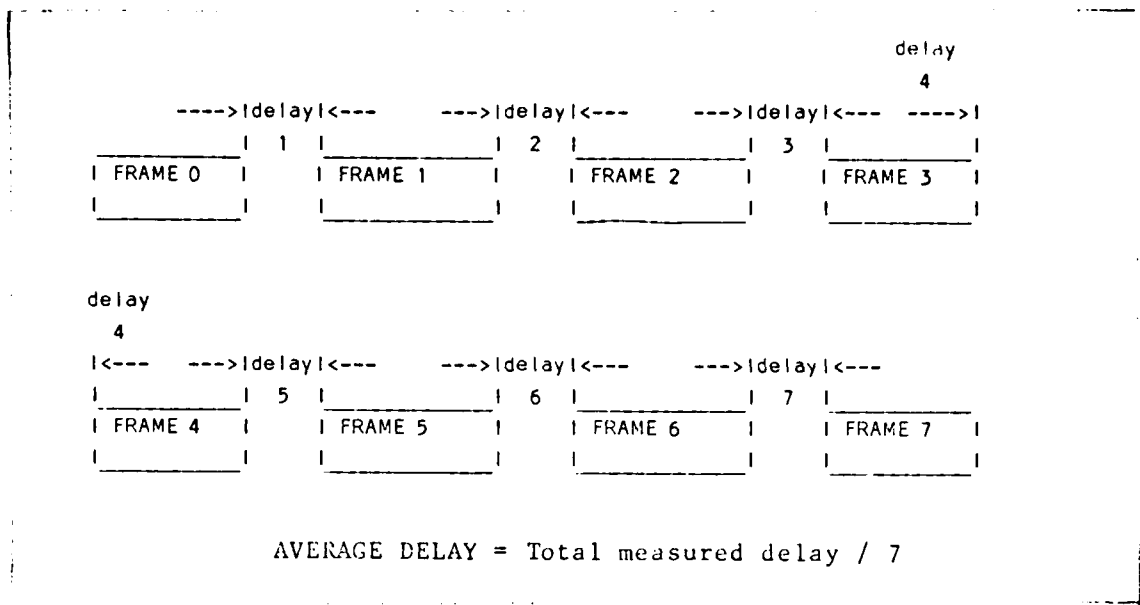 delay
4
---->|delay|<--- --->|delay|<--- --->|delay|<--- ---->|
1 2 3
FRAME 0 FRAME 1 FRAME 2 FRAME 3
delay
4
|<--- --->|delay|<--- --->|delay|<--- --->|delay|<---
5 6 7
FRAME 4 FRAME 5 FRAME 6 FRAME 7
AVERAGE DELAY = Total measured delay / 7